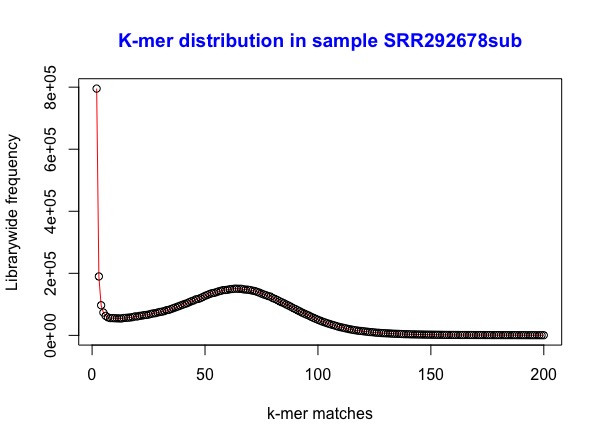 K-mer distribution in sample SRR292678sub
Librarywide frequency
8e+05
6e+05
4e+05
2e+05
0e+00
0 50 100 150 200
k-mer matches